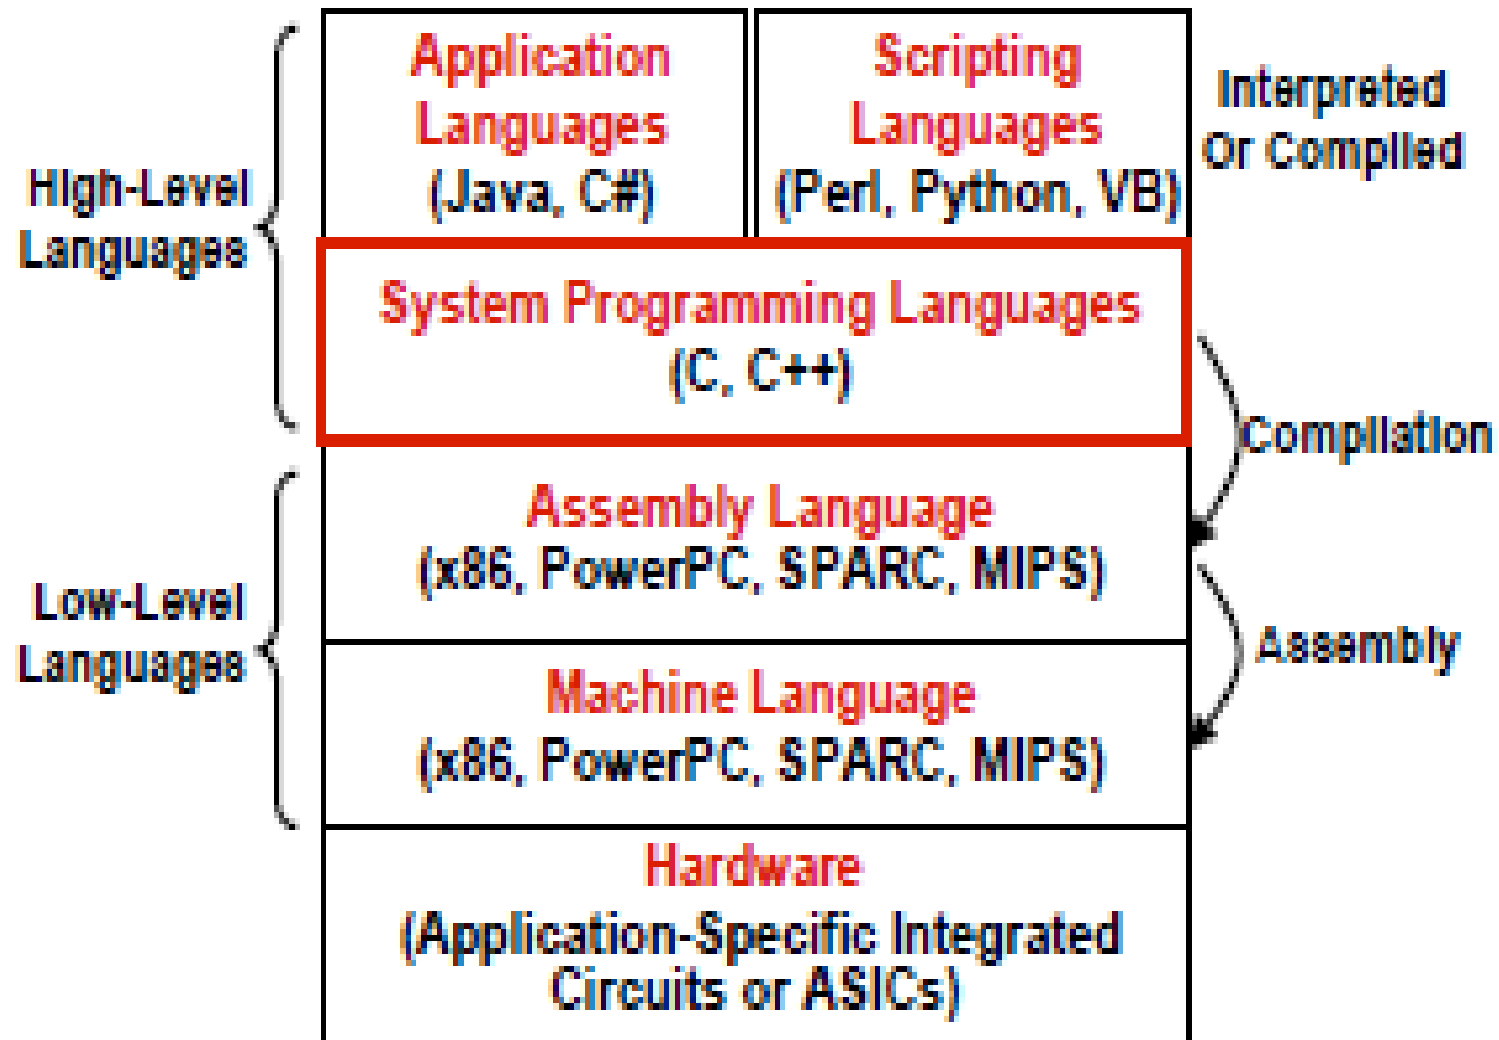 Application
Languages
(Java, C#)
Scripting
Languages
(Perl, Python, VB)
Interpreted
Or Compiled
High-Level
Languages
System Programming Languages
(C, C++)
Compilation
Assembly Language
(x86, PowerPC, SPARC, MIPS)
Low-Level
Languages
Assembly
Machine Language
(x86, PowerPC, SPARC, MIPS)
Hardware
(Application-Specific Integrated
Circuits or ASICs)